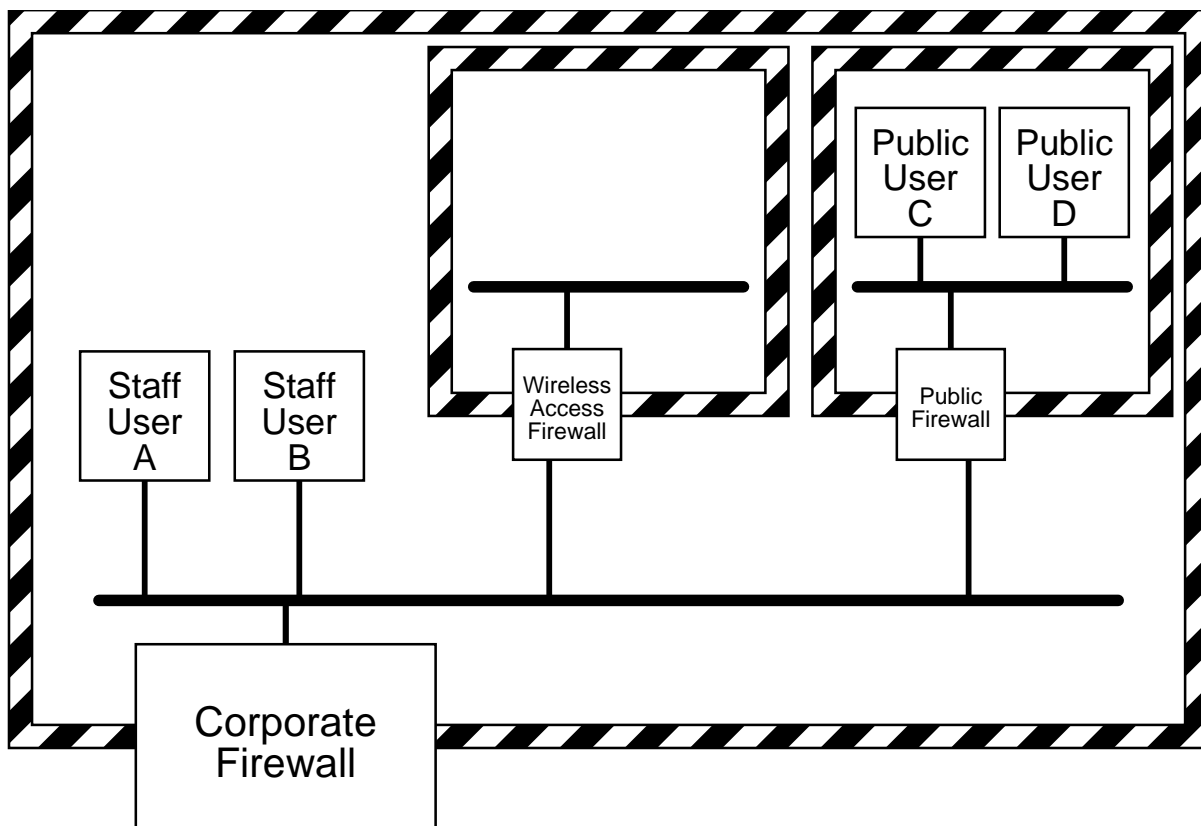 Public
User
C
Public
User
D
Staff
User
A
Staff
User
B
Wireless
Access
Firewall
Public
Firewall
Corporate
Firewall